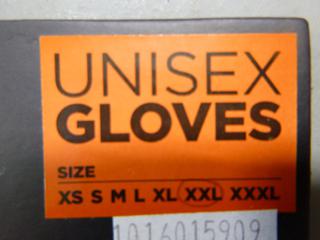 UNISEX
GLOVES
SIZE
XS S M L XL XXL XXXL
1016015909